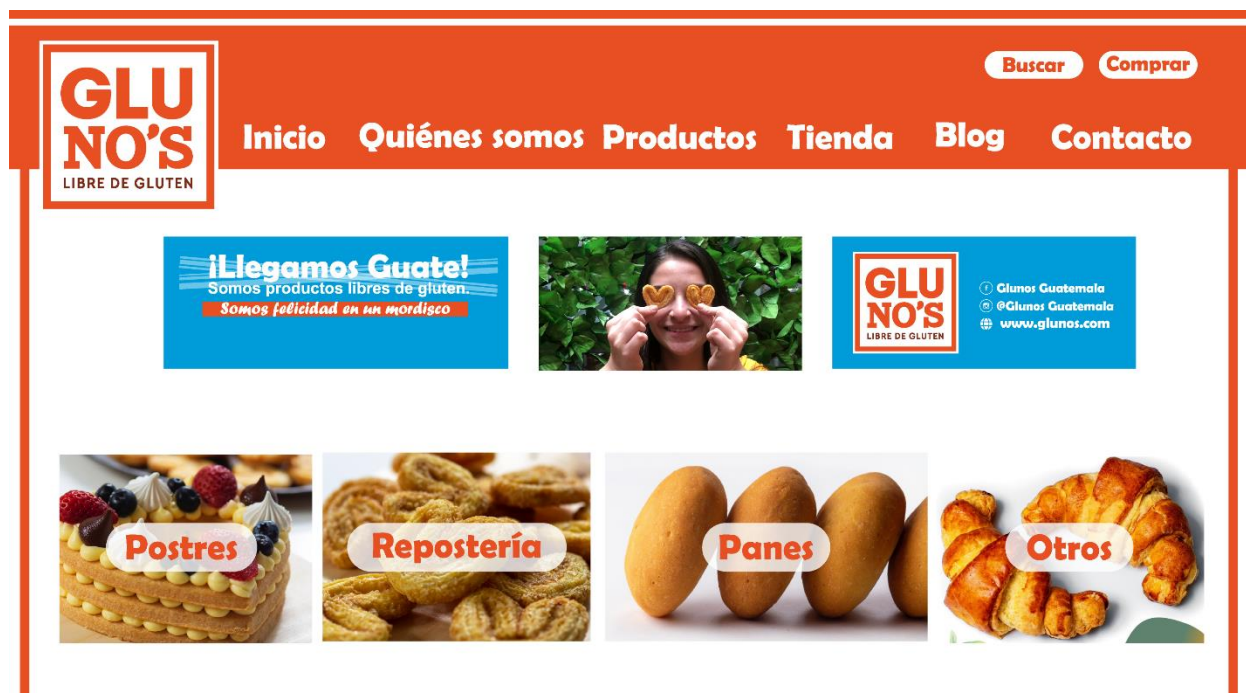 GLU
NO'S
LIBRE DE GLUTEN
Buscar Comprar
Inicio Quiénes somos Productos Tienda Blog Contacto
¡Llegamos Guate!
Somos productos libres de gluten.
Somos felicidad en un mordisco
GLU
NO'S
LIBRE DE GLUTEN
Glunos Guatemala
@Glunos Guatemala
www.glunos.com
Postres Repostería Panes Otros